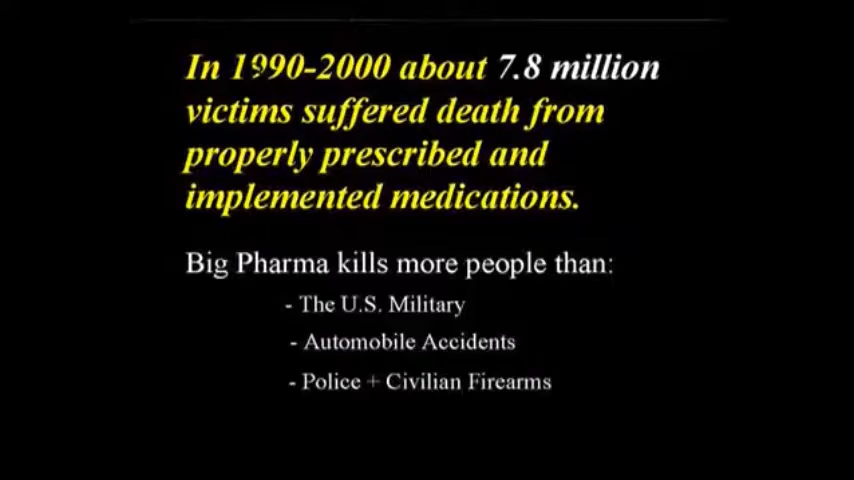 In 1990-2000 about 7.8 million
victims suffered death from
properly prescribed and
implemented medications.
Big Pharma kills more people than:
- The U.S. Military
- Automobile Accidents
- Police + Civilian Firearms